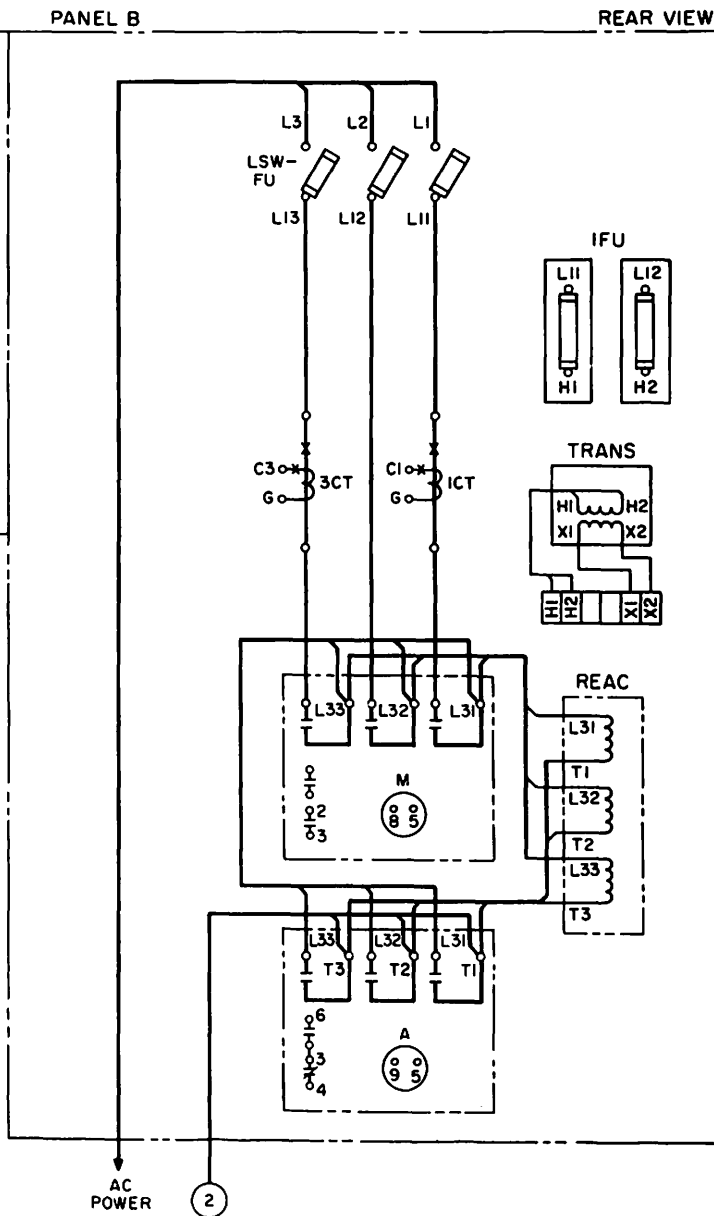 PANEL B
REAR VIEW
L3
L2
L1
LSW-
FU
L13
L12
L11
IFU
L11
L12
H1
H2
C3
3CT
G
C1
1CT
G
TRANS
H1
H2
X1
X2
H1
H2
X1
X2
REAC
L33
L32
L31
L31
T1
L32
T2
L33
T3
M
2
3
8 5
L33
L32
L31
T3
T2
T1
6
3
4
A
9 5
AC
POWER
2